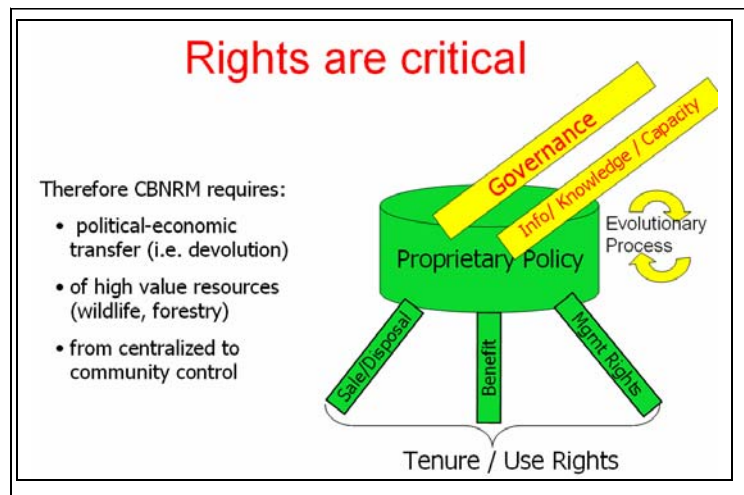 Rights are critical
Therefore CBNRM requires:
• political-economic
transfer (i.e. devolution)
• of high value resources
(wildlife, forestry)
• from centralized to
community control
Governance
Info/ Knowledge / Capacity
Evolutionary
Process
Proprietary Policy
Sale/Disposal
Benefit
Mgmt Rights
Tenure / Use Rights